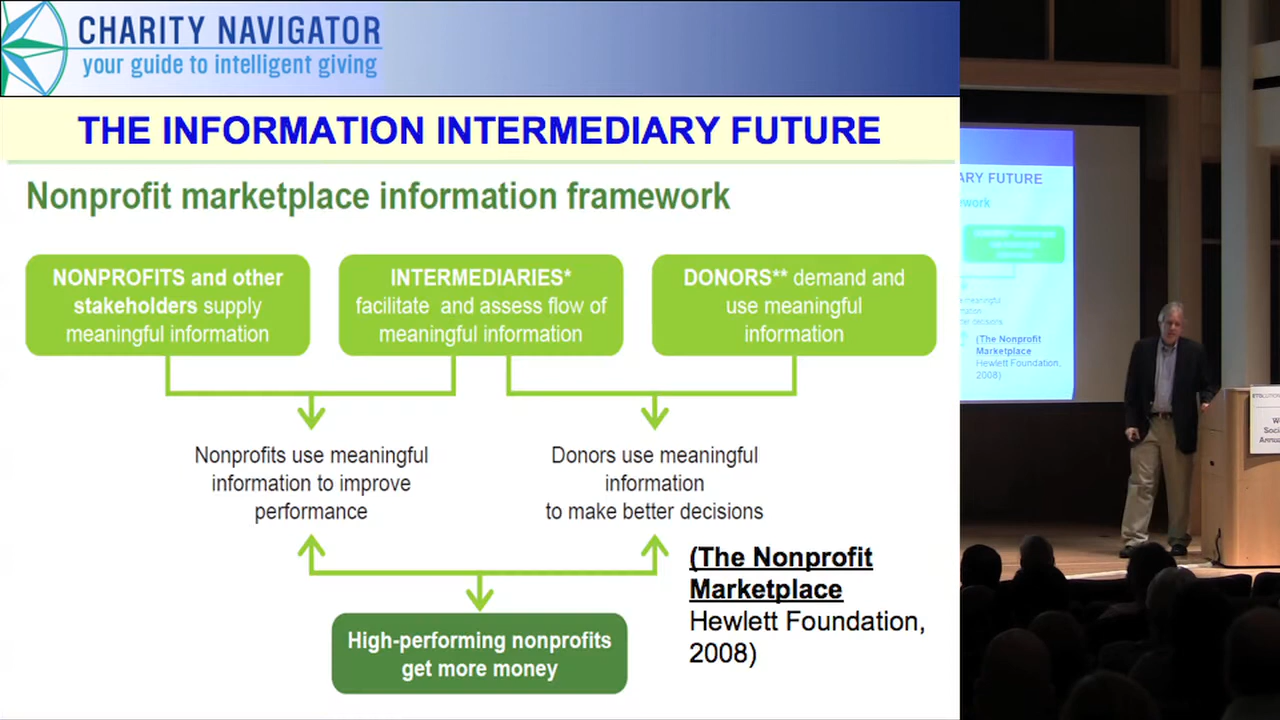 CHARITY NAVIGATOR
your guide to intelligent giving
THE INFORMATION INTERMEDIARY FUTURE
Nonprofit marketplace information framework
NONPROFITS and other
stakeholders supply
meaningful information
INTERMEDIARIES*
facilitate and assess flow of
meaningful information
DONORS** demand and
use meaningful
information
Nonprofits use meaningful
information to improve
performance
Donors use meaningful
information
to make better decisions
High-performing nonprofits
get more money
(The Nonprofit
Marketplace
Hewlett Foundation,
2008)
ARY FUTURE
work
(The Nonprofit
Marketplace
Hewlett Foundation,
2008)